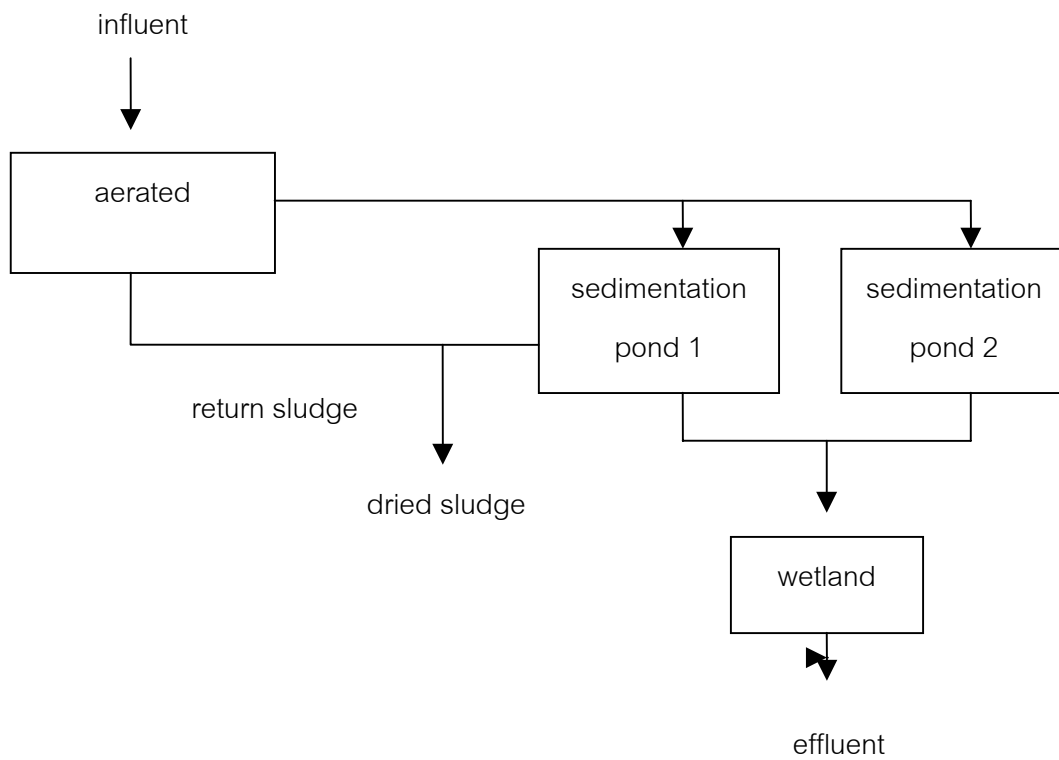 influent
aerated
sedimentation
pond 1
sedimentation
pond 2
return sludge
dried sludge
wetland
effluent